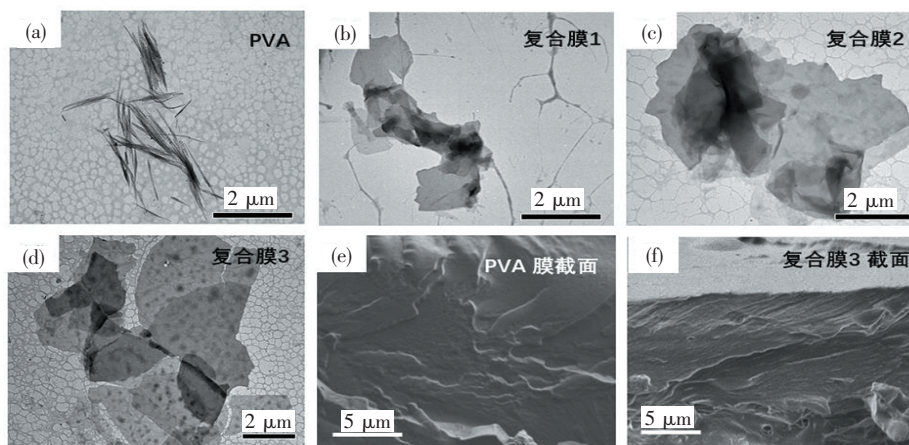 (a)
PVA
2 μm
(b)
复合膜1
2 μm
(c)
复合膜2
2 μm
(d)
复合膜3
2 μm
(e)
PVA 膜截面
5 μm
(f)
复合膜3 截面
5 μm